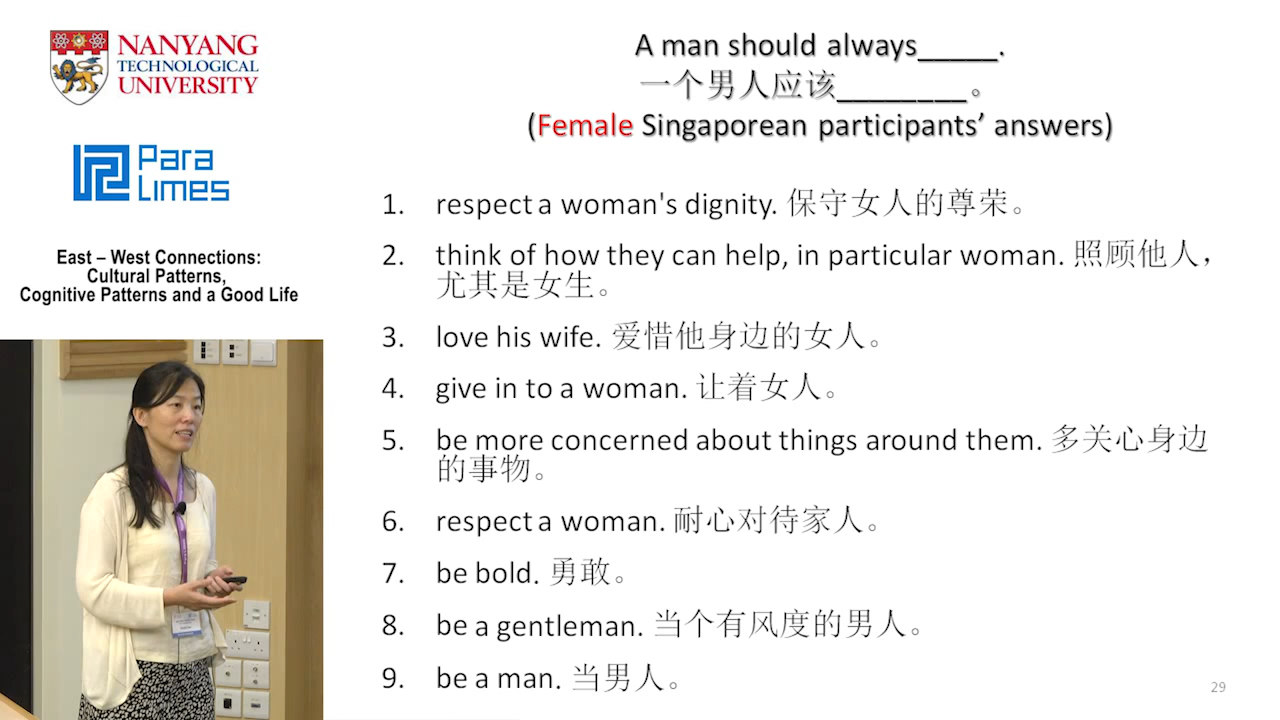 NANYANG
TECHNOLOGICAL
UNIVERSITY
Para
Limes
East – West Connections:
Cultural Patterns,
Cognitive Patterns and a Good Life
A man should always_____.
一个男人应该________。
(Female Singaporean participants’ answers)
1. respect a woman's dignity. 保守女人的尊荣。
2. think of how they can help, in particular woman. 照顾他人，
尤其是女生。
3. love his wife. 爱惜他身边的女人。
4. give in to a woman. 让着女人。
5. be more concerned about things around them. 多关心身边
的事物。
6. respect a woman. 耐心对待家人。
7. be bold. 勇敢。
8. be a gentleman. 当个有风度的男人。
9. be a man. 当男人。
29